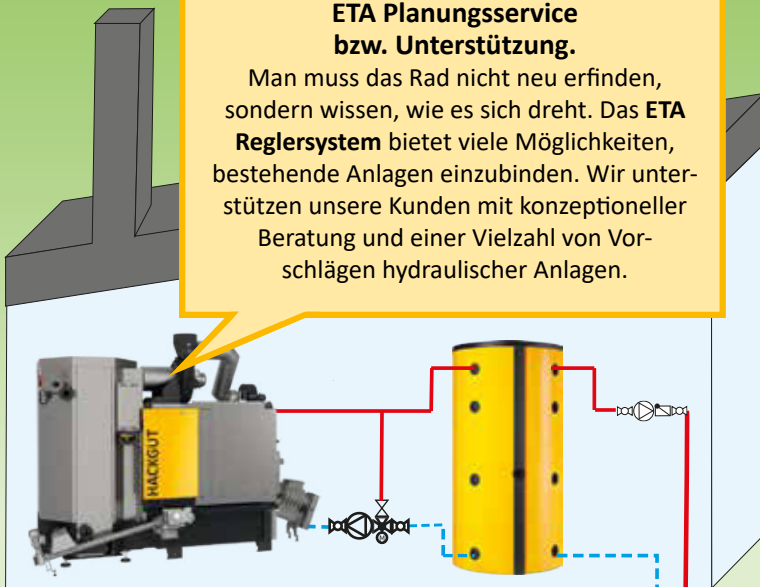 ETA Planungsservice
bzw. Unterstützung.
Man muss das Rad nicht neu erfinden,
sondern wissen, wie es sich dreht. Das ETA
Reglersystem bietet viele Möglichkeiten,
bestehende Anlagen einzubinden. Wir unter-
stützen unsere Kunden mit konzeptioneller
Beratung und einer Vielzahl von Vor-
schlägen hydraulischer Anlagen.
HACKGUT